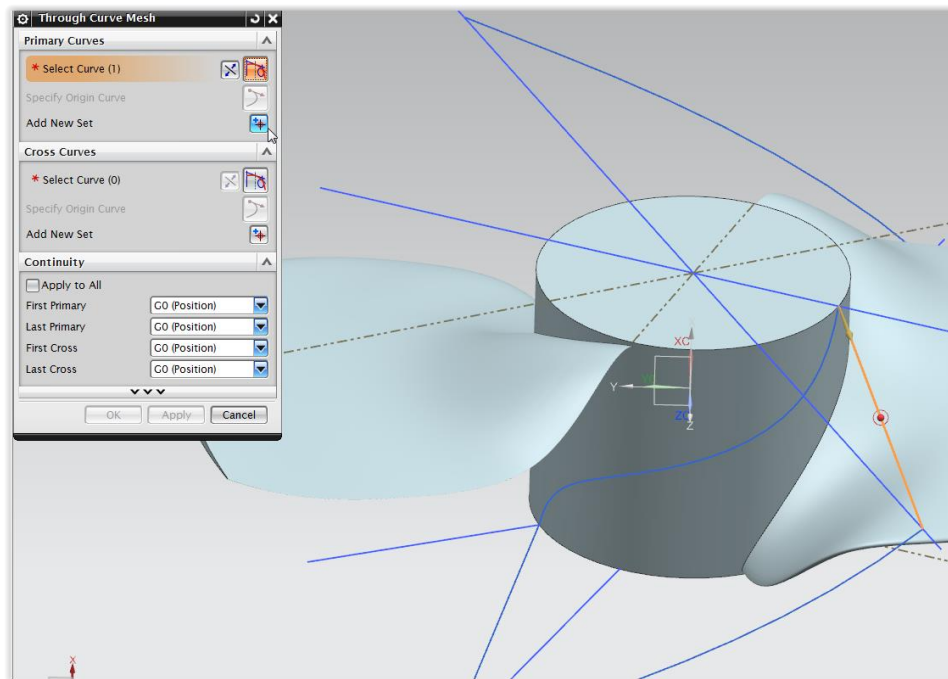 Through Curve Mesh
Primary Curves
* Select Curve (1)
Specify Origin Curve
Add New Set
Cross Curves
* Select Curve (0)
Specify Origin Curve
Add New Set
Continuity
Apply to All
First Primary G0 (Position)
Last Primary G0 (Position)
First Cross G0 (Position)
Last Cross G0 (Position)
OK Apply Cancel
XC
Y
Z
X